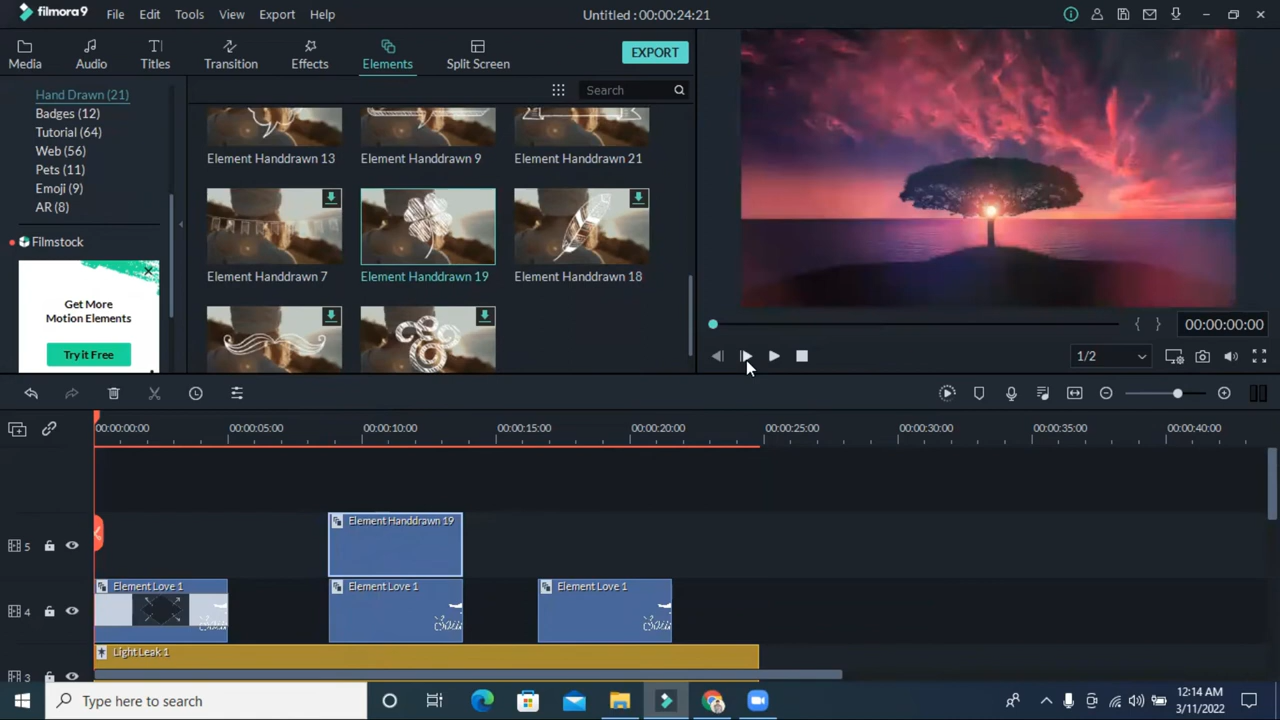 filmora9 File Edit Tools View Export Help Untitled : 00:00:24:21
Media Audio Titles Transition Effects Elements Split Screen EXPORT
Hand Drawn (21)
Badges (12)
Tutorial (64)
Web (56)
Pets (11)
Emoji (9)
AR (8)
Filmstock
Get More
Motion Elements
Try it Free
Search
Element Handdrawn 13 Element Handdrawn 9 Element Handdrawn 21
Element Handdrawn 7 Element Handdrawn 19 Element Handdrawn 18
00:00:00:00
1/2
00:00:00:00 00:00:05:00 00:00:10:00 00:00:15:00 00:00:20:00 00:00:25:00 00:00:30:00 00:00:35:00 00:00:40:00
5 Element Handdrawn 19
4 Element Love 1 Element Love 1 Element Love 1
3 Light Leak 1
Type here to search
12:14 AM
3/11/2022